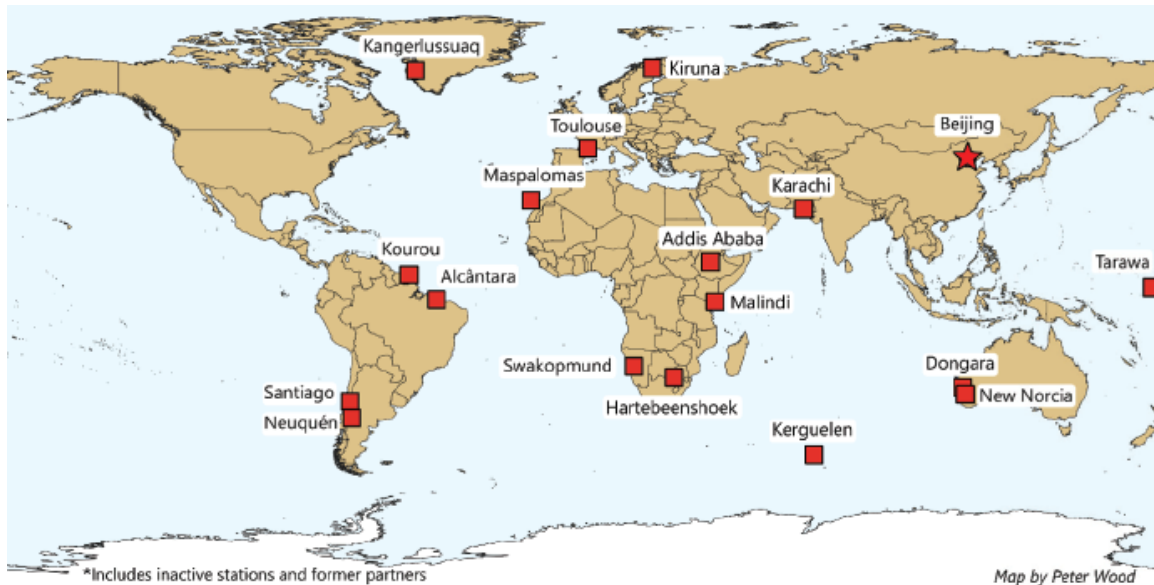 Kangerlussuaq
Kiruna
Toulouse
Beijing
Maspalomas
Karachi
Addis Ababa
Kourou
Tarawa
Alcântara
Malindi
Swakopmund
Dongara
Santiago
New Norcia
Hartebeenshoek
Neuquén
Kerguelen
*Includes inactive stations and former partners
Map by Peter Wood